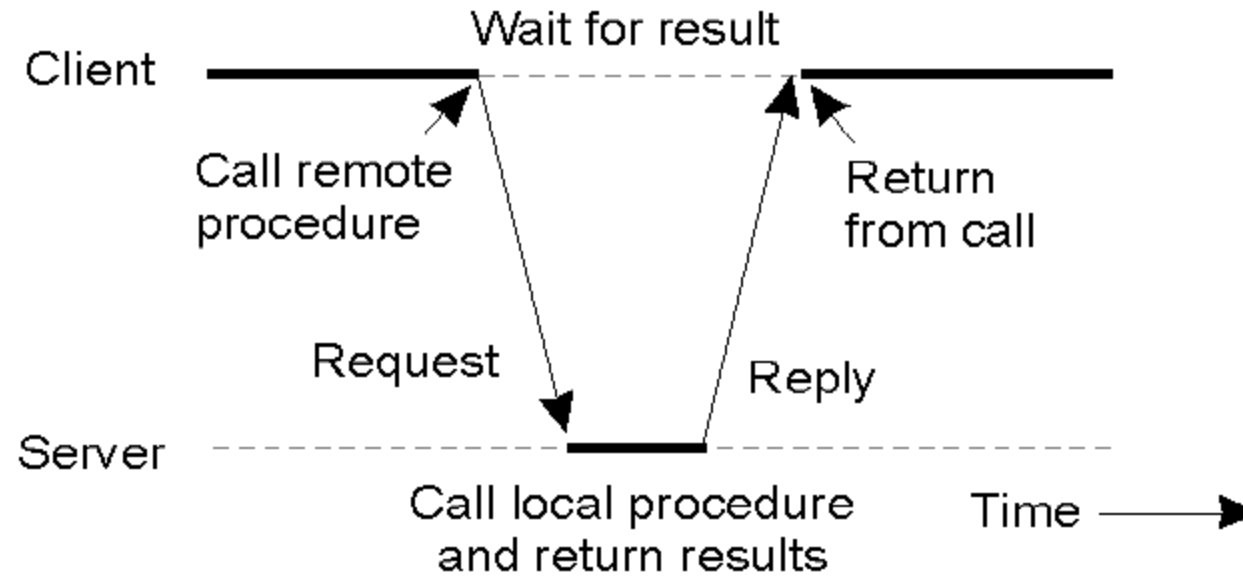 Wait for result
Client
Call remote
procedure
Return
from call
Request
Reply
Server
Call local procedure
and return results
Time